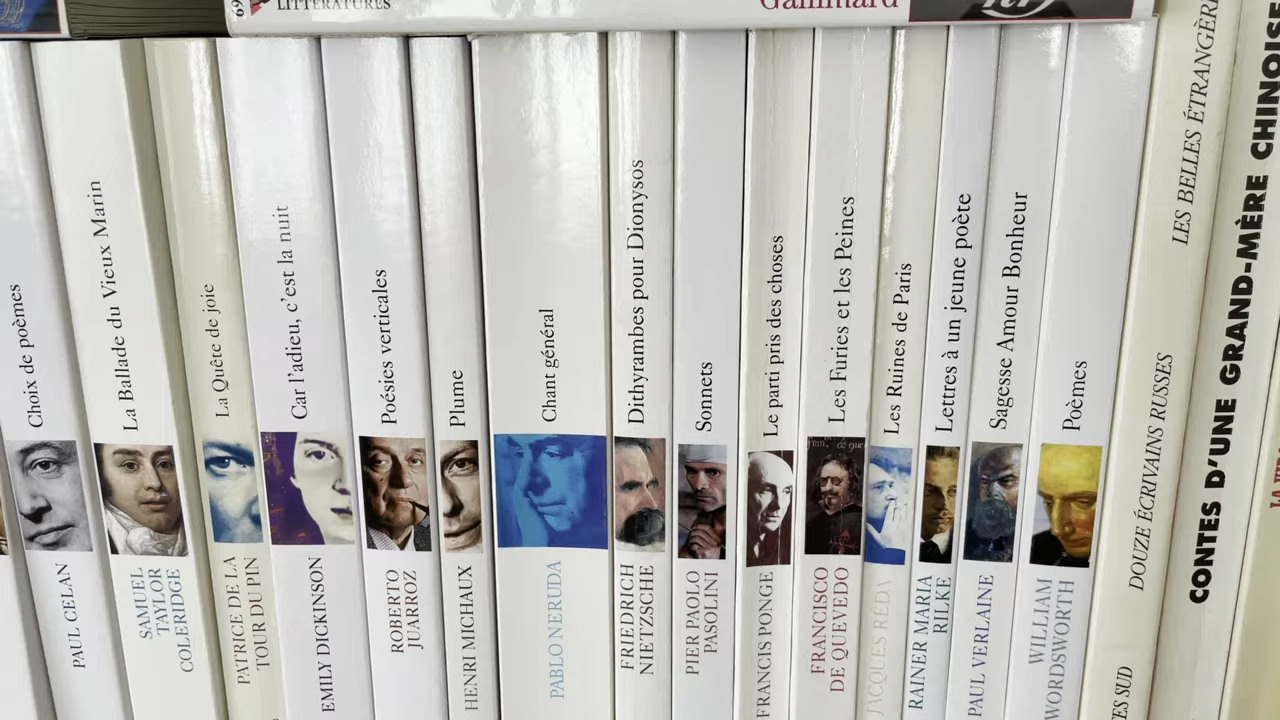 69
LITTÉRATURES
Gallimard
Choix de poèmes
PAUL CELAN
La Ballade du Vieux Marin
SAMUEL
TAYLOR
COLERIDGE
La Quête de joie
PATRICE DE LA
TOUR DU PIN
Car l'adieu, c'est la nuit
EMILY DICKINSON
Poésies verticales
ROBERTO
JUARROZ
Plume
HENRI MICHAUX
Chant général
PABLO NERUDA
Dithyrambes pour Dionysos
FRIEDRICH
NIETZSCHE
Sonnets
PIER PAOLO
PASOLINI
Le parti pris des choses
FRANCIS PONGE
Les Furies et les Peines
FRANCISCO
DE QUEVEDO
Les Ruines de Paris
JACQUES RÉDA
Lettres à un jeune poète
RAINER MARIA
RILKE
Sagesse Amour Bonheur
PAUL VERLAINE
Poèmes
WILLIAM
WORDSWORTH
LES BELLES ÉTRANGÈRE
DOUZE ÉCRIVAINS RUSSES
ES SUD
CONTES D'UNE GRAND-MÈRE CHINOISE